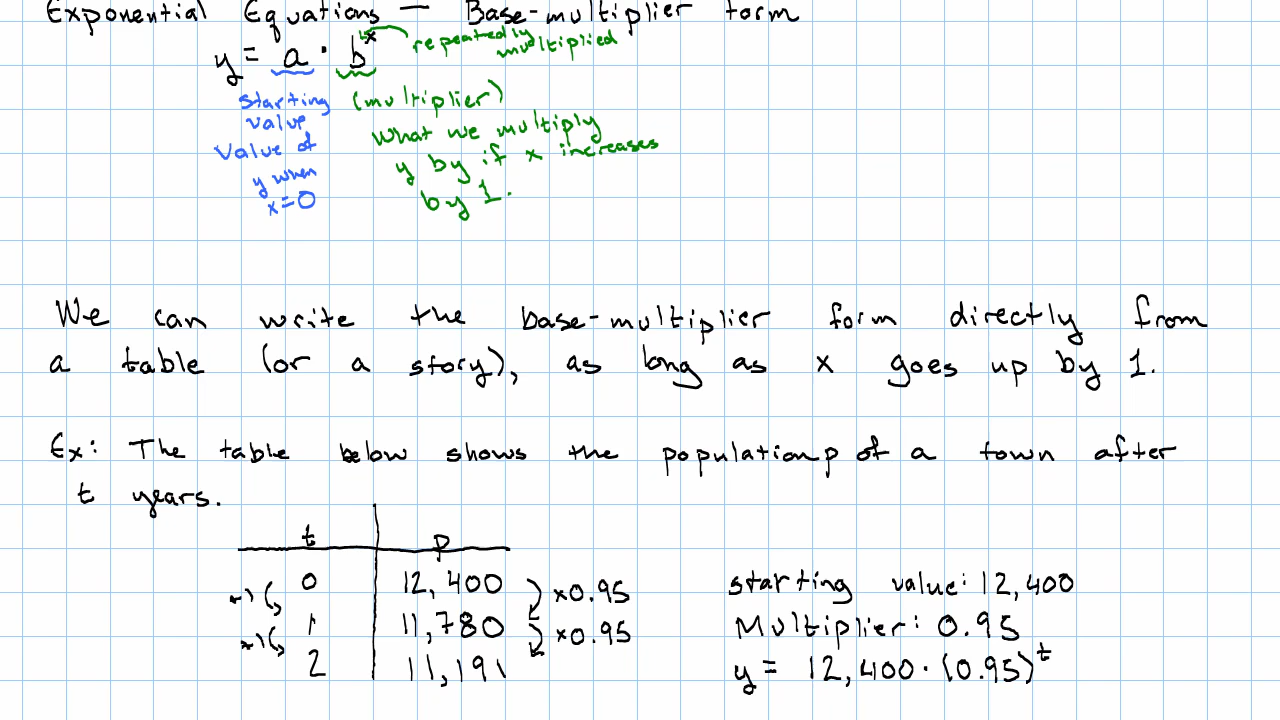 Exponential Equations — Base-multiplier form
y = a · b^x
repeatedly multiplied
starting value
Value of y when x=0
(multiplier)
What we multiply
y by if x increases
by 1.
We can write the base-multiplier form directly from
a table (or a story), as long as x goes up by 1.
Ex: The table below shows the population p of a town after
t years.
t p
0 12,400
+1 ×0.95
1 11,780
+1 ×0.95
2 11,191
starting value: 12,400
Multiplier: 0.95
y = 12,400 · (0.95)^t